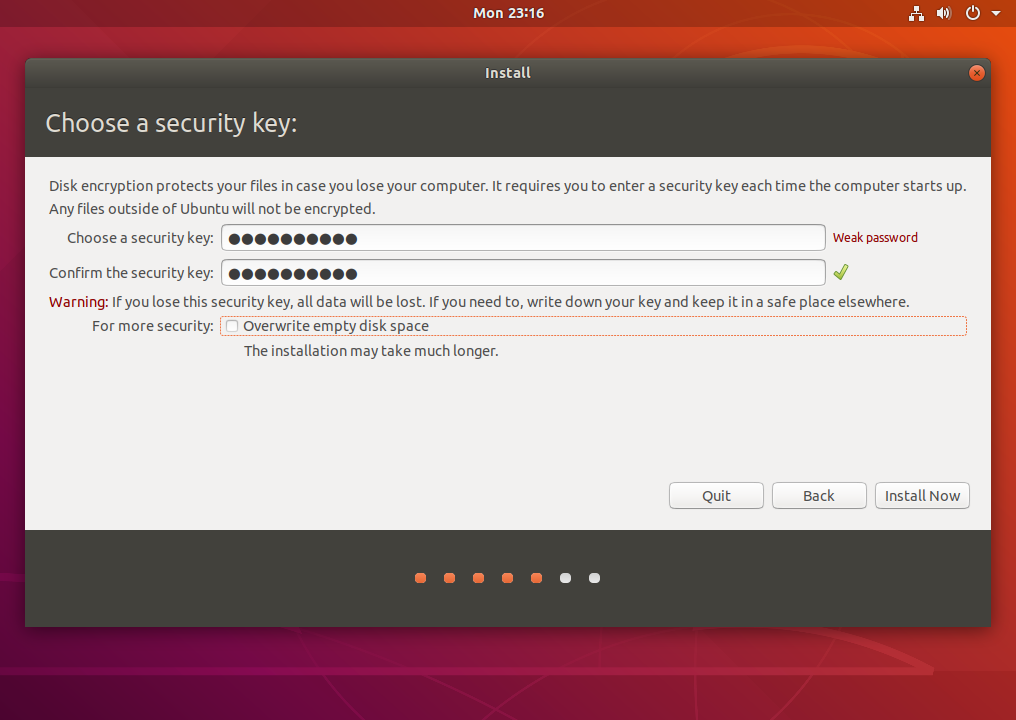 Mon 23:16
Install
Choose a security key:
Disk encryption protects your files in case you lose your computer. It requires you to enter a security key each time the computer starts up.
Any files outside of Ubuntu will not be encrypted.
Choose a security key: ●●●●●●●●●● Weak password
Confirm the security key: ●●●●●●●●●●
Warning: If you lose this security key, all data will be lost. If you need to, write down your key and keep it in a safe place elsewhere.
For more security: Overwrite empty disk space
The installation may take much longer.
Quit Back Install Now